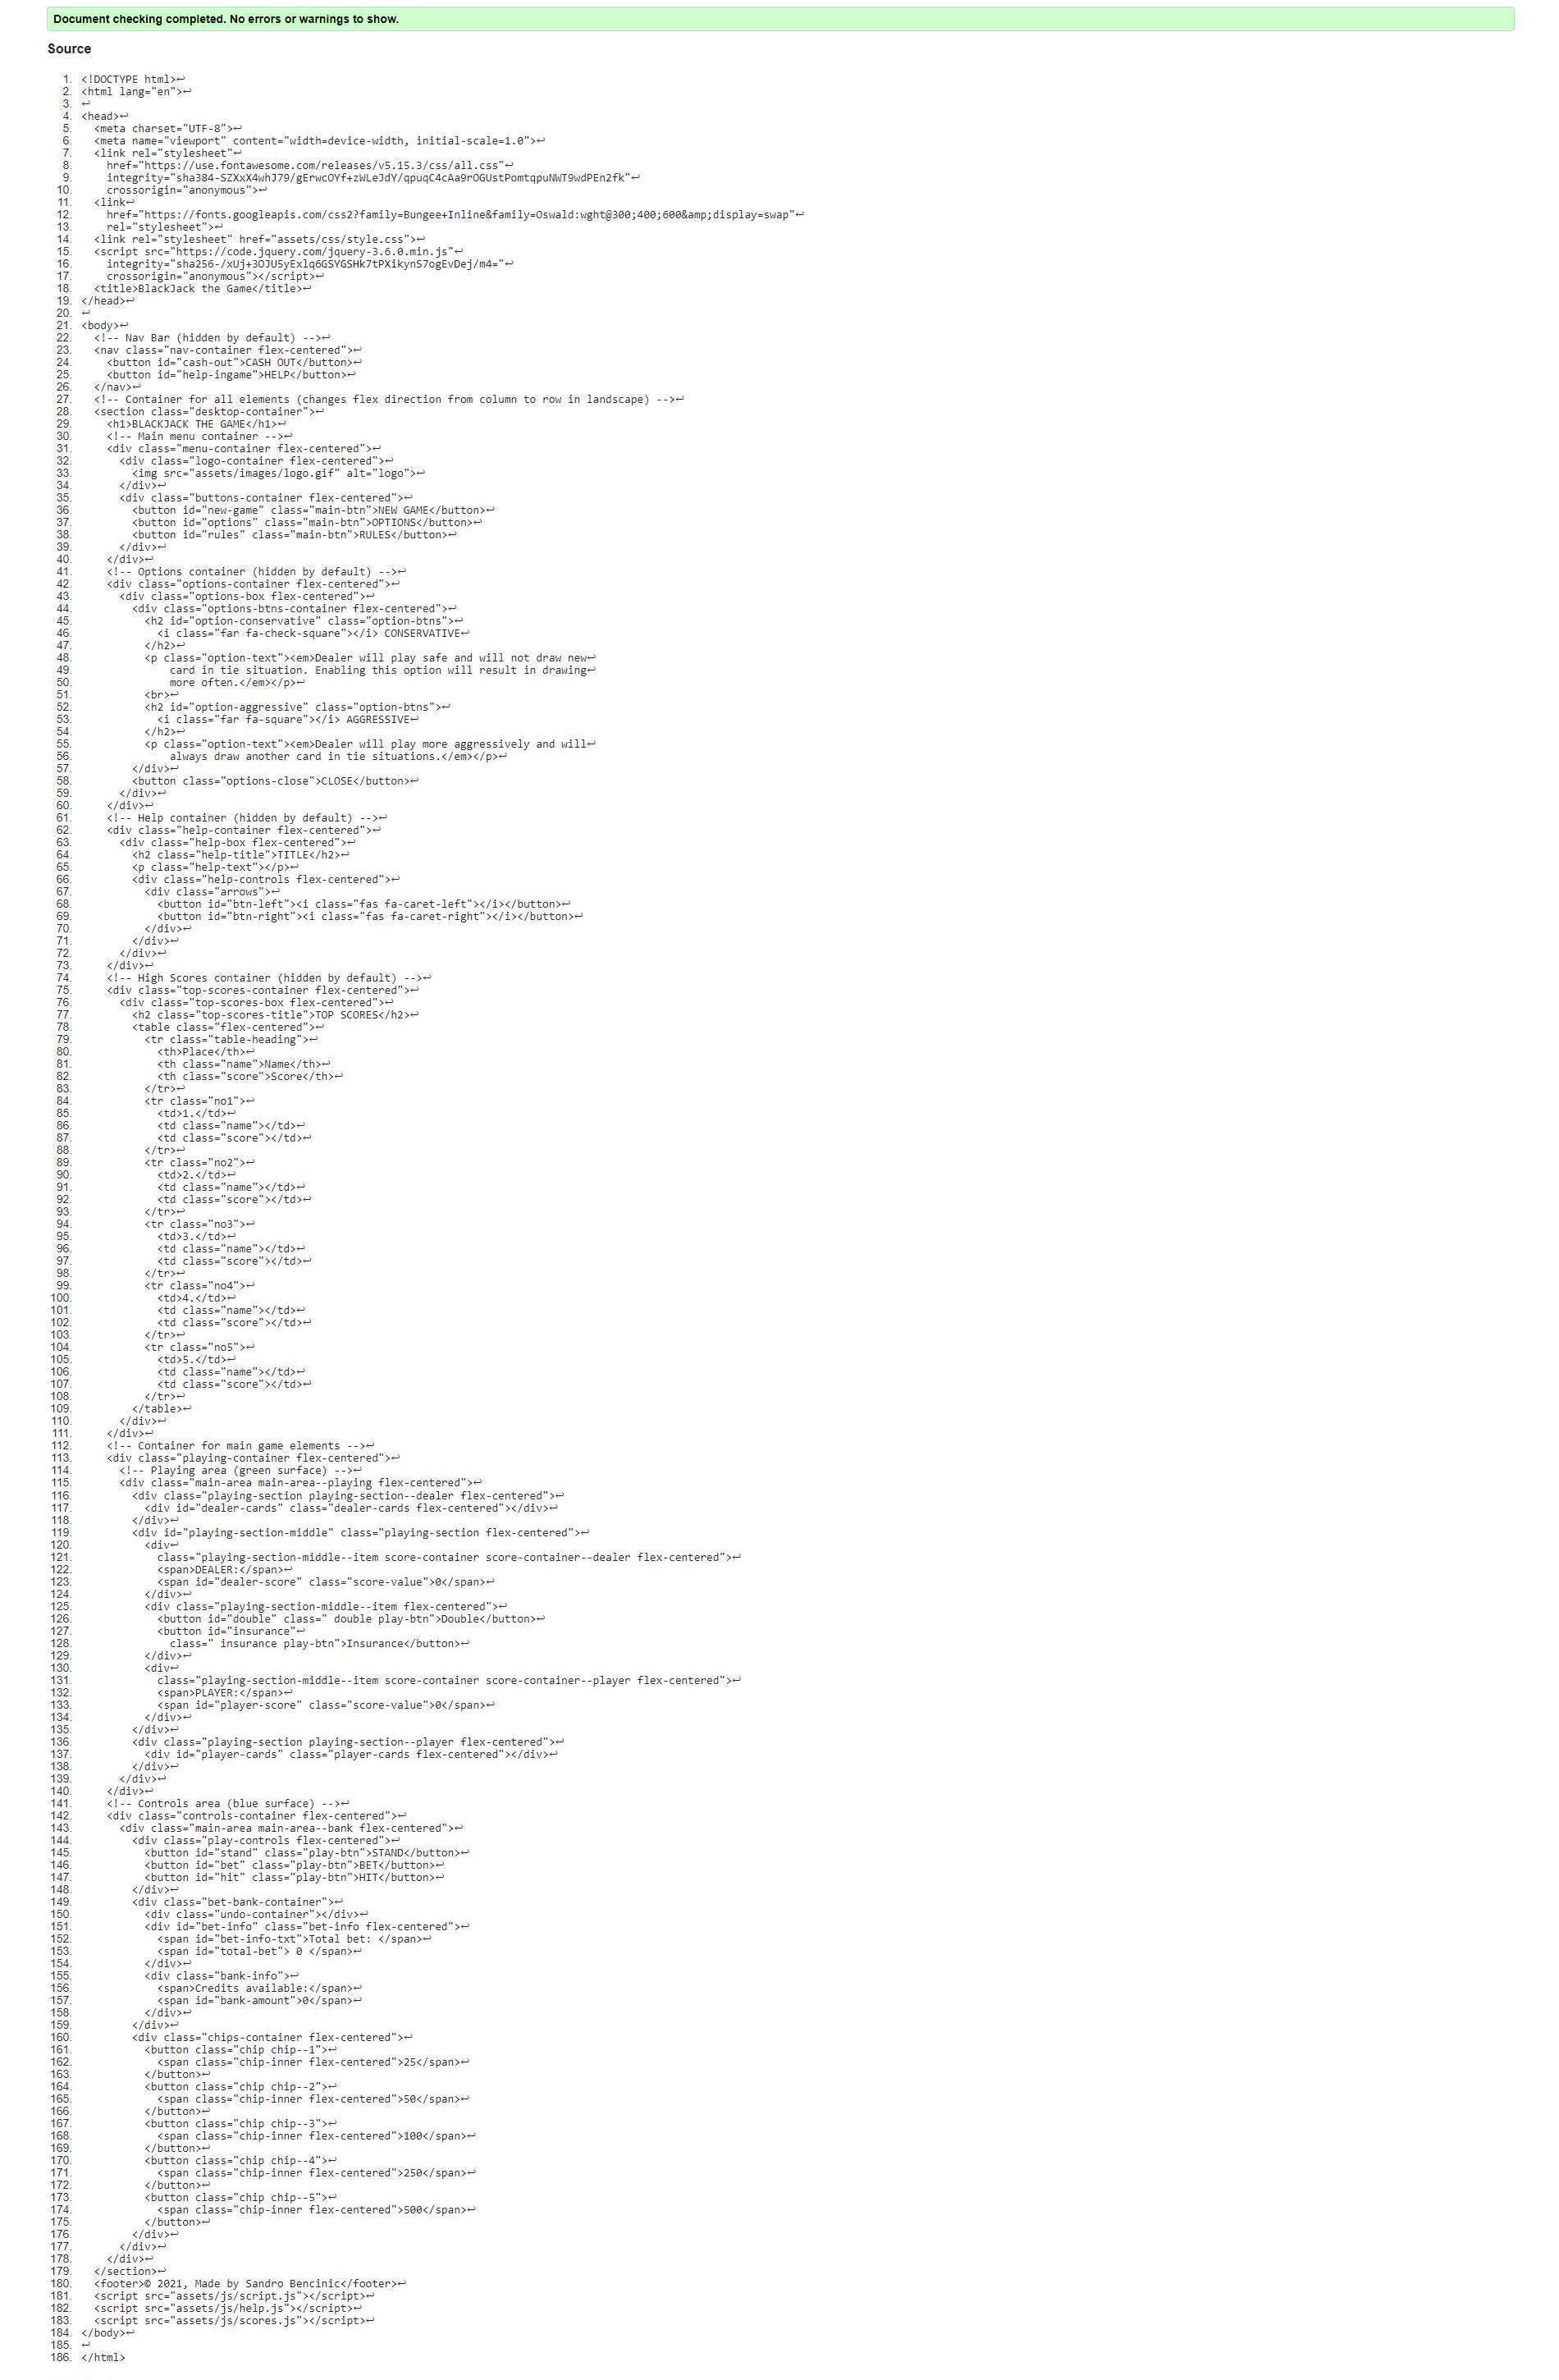 Document checking completed. No errors or warnings to show.
Source
1. <!DOCTYPE html>↩
2. <html lang="en">↩
3. ↩
4. <head>↩
5.   <meta charset="UTF-8">↩
6.   <meta name="viewport" content="width=device-width, initial-scale=1.0">↩
7.   <link rel="stylesheet"↩
8.     href="https://use.fontawesome.com/releases/v5.15.3/css/all.css"↩
9.     integrity="sha384-SZXxX4whJ79/gErwcOYf+zWLeJdY/qpuqC4cAa9rOGUstPomtqpuNWT9wdPEn2fk"↩
10.     crossorigin="anonymous">↩
11.   <link↩
12.     href="https://fonts.googleapis.com/css2?family=Bungee+Inline&family=Oswald:wght@300;400;600&amp;display=swap"↩
13.     rel="stylesheet">↩
14.   <link rel="stylesheet" href="assets/css/style.css">↩
15.   <script src="https://code.jquery.com/jquery-3.6.0.min.js"↩
16.     integrity="sha256-/xUj+3OJU5yExlq6GSYGSHk7tPXikynS7ogEvDej/m4="↩
17.     crossorigin="anonymous"></script>↩
18.   <title>BlackJack the Game</title>↩
19. </head>↩
20. ↩
21. <body>↩
22.   <!-- Nav Bar (hidden by default) -->↩
23.   <nav class="nav-container flex-centered">↩
24.     <button id="cash-out">CASH OUT</button>↩
25.     <button id="help-ingame">HELP</button>↩
26.   </nav>↩
27.   <!-- Container for all elements (changes flex direction from column to row in landscape) -->↩
28.   <section class="desktop-container">↩
29.     <h1>BLACKJACK THE GAME</h1>↩
30.     <!-- Main menu container -->↩
31.     <div class="menu-container flex-centered">↩
32.       <div class="logo-container flex-centered">↩
33.         <img src="assets/images/logo.gif" alt="logo">↩
34.       </div>↩
35.       <div class="buttons-container flex-centered">↩
36.         <button id="new-game" class="main-btn">NEW GAME</button>↩
37.         <button id="options" class="main-btn">OPTIONS</button>↩
38.         <button id="rules" class="main-btn">RULES</button>↩
39.       </div>↩
40.     </div>↩
41.     <!-- Options container (hidden by default) -->↩
42.     <div class="options-container flex-centered">↩
43.       <div class="options-box flex-centered">↩
44.         <div class="options-btns-container flex-centered">↩
45.           <h2 id="option-conservative" class="option-btns">↩
46.             <i class="far fa-check-square"></i> CONSERVATIVE↩
47.           </h2>↩
48.           <p class="option-text"><em>Dealer will play safe and will not draw new↩
49.               card in tie situation. Enabling this option will result in drawing↩
50.               more often.</em></p>↩
51.           <br>↩
52.           <h2 id="option-aggressive" class="option-btns">↩
53.             <i class="far fa-square"></i> AGGRESSIVE↩
54.           </h2>↩
55.           <p class="option-text"><em>Dealer will play more aggressively and will↩
56.               always draw another card in tie situations.</em></p>↩
57.         </div>↩
58.         <button class="options-close">CLOSE</button>↩
59.       </div>↩
60.     </div>↩
61.     <!-- Help container (hidden by default) -->↩
62.     <div class="help-container flex-centered">↩
63.       <div class="help-box flex-centered">↩
64.         <h2 class="help-title">TITLE</h2>↩
65.         <p class="help-text"></p>↩
66.         <div class="help-controls flex-centered">↩
67.           <div class="arrows">↩
68.             <button id="btn-left"><i class="fas fa-caret-left"></i></button>↩
69.             <button id="btn-right"><i class="fas fa-caret-right"></i></button>↩
70.           </div>↩
71.         </div>↩
72.       </div>↩
73.     </div>↩
74.     <!-- High Scores container (hidden by default) -->↩
75.     <div class="top-scores-container flex-centered">↩
76.       <div class="top-scores-box flex-centered">↩
77.         <h2 class="top-scores-title">TOP SCORES</h2>↩
78.         <table class="flex-centered">↩
79.           <tr class="table-heading">↩
80.             <th>Place</th>↩
81.             <th class="name">Name</th>↩
82.             <th class="score">Score</th>↩
83.           </tr>↩
84.           <tr class="no1">↩
85.             <td>1.</td>↩
86.             <td class="name"></td>↩
87.             <td class="score"></td>↩
88.           </tr>↩
89.           <tr class="no2">↩
90.             <td>2.</td>↩
91.             <td class="name"></td>↩
92.             <td class="score"></td>↩
93.           </tr>↩
94.           <tr class="no3">↩
95.             <td>3.</td>↩
96.             <td class="name"></td>↩
97.             <td class="score"></td>↩
98.           </tr>↩
99.           <tr class="no4">↩
100.             <td>4.</td>↩
101.             <td class="name"></td>↩
102.             <td class="score"></td>↩
103.           </tr>↩
104.           <tr class="no5">↩
105.             <td>5.</td>↩
106.             <td class="name"></td>↩
107.             <td class="score"></td>↩
108.           </tr>↩
109.         </table>↩
110.       </div>↩
111.     </div>↩
112.     <!-- Container for main game elements -->↩
113.     <div class="playing-container flex-centered">↩
114.       <!-- Playing area (green surface) -->↩
115.       <div class="main-area main-area--playing flex-centered">↩
116.         <div class="playing-section playing-section--dealer flex-centered">↩
117.           <div id="dealer-cards" class="dealer-cards flex-centered"></div>↩
118.         </div>↩
119.         <div id="playing-section-middle" class="playing-section flex-centered">↩
120.           <div↩
121.             class="playing-section-middle--item score-container score-container--dealer flex-centered">↩
122.             <span>DEALER:</span>↩
123.             <span id="dealer-score" class="score-value">0</span>↩
124.           </div>↩
125.           <div class="playing-section-middle--item flex-centered">↩
126.             <button id="double" class=" double play-btn">Double</button>↩
127.             <button id="insurance"↩
128.               class=" insurance play-btn">Insurance</button>↩
129.           </div>↩
130.           <div↩
131.             class="playing-section-middle--item score-container score-container--player flex-centered">↩
132.             <span>PLAYER:</span>↩
133.             <span id="player-score" class="score-value">0</span>↩
134.           </div>↩
135.         </div>↩
136.         <div class="playing-section playing-section--player flex-centered">↩
137.           <div id="player-cards" class="player-cards flex-centered"></div>↩
138.         </div>↩
139.       </div>↩
140.     </div>↩
141.     <!-- Controls area (blue surface) -->↩
142.     <div class="controls-container flex-centered">↩
143.       <div class="main-area main-area--bank flex-centered">↩
144.         <div class="play-controls flex-centered">↩
145.           <button id="stand" class="play-btn">STAND</button>↩
146.           <button id="bet" class="play-btn">BET</button>↩
147.           <button id="hit" class="play-btn">HIT</button>↩
148.         </div>↩
149.         <div class="bet-bank-container">↩
150.           <div class="undo-container"></div>↩
151.           <div id="bet-info" class="bet-info flex-centered">↩
152.             <span id="bet-info-txt">Total bet: </span>↩
153.             <span id="total-bet"> 0 </span>↩
154.           </div>↩
155.           <div class="bank-info">↩
156.             <span>Credits available:</span>↩
157.             <span id="bank-amount">0</span>↩
158.           </div>↩
159.         </div>↩
160.         <div class="chips-container flex-centered">↩
161.           <button class="chip chip--1">↩
162.             <span class="chip-inner flex-centered">25</span>↩
163.           </button>↩
164.           <button class="chip chip--2">↩
165.             <span class="chip-inner flex-centered">50</span>↩
166.           </button>↩
167.           <button class="chip chip--3">↩
168.             <span class="chip-inner flex-centered">100</span>↩
169.           </button>↩
170.           <button class="chip chip--4">↩
171.             <span class="chip-inner flex-centered">250</span>↩
172.           </button>↩
173.           <button class="chip chip--5">↩
174.             <span class="chip-inner flex-centered">500</span>↩
175.           </button>↩
176.         </div>↩
177.       </div>↩
178.     </div>↩
179.   </section>↩
180.   <footer>© 2021, Made by Sandro Bencinic</footer>↩
181.   <script src="assets/js/script.js"></script>↩
182.   <script src="assets/js/help.js"></script>↩
183.   <script src="assets/js/scores.js"></script>↩
184. </body>↩
185. ↩
186. </html>